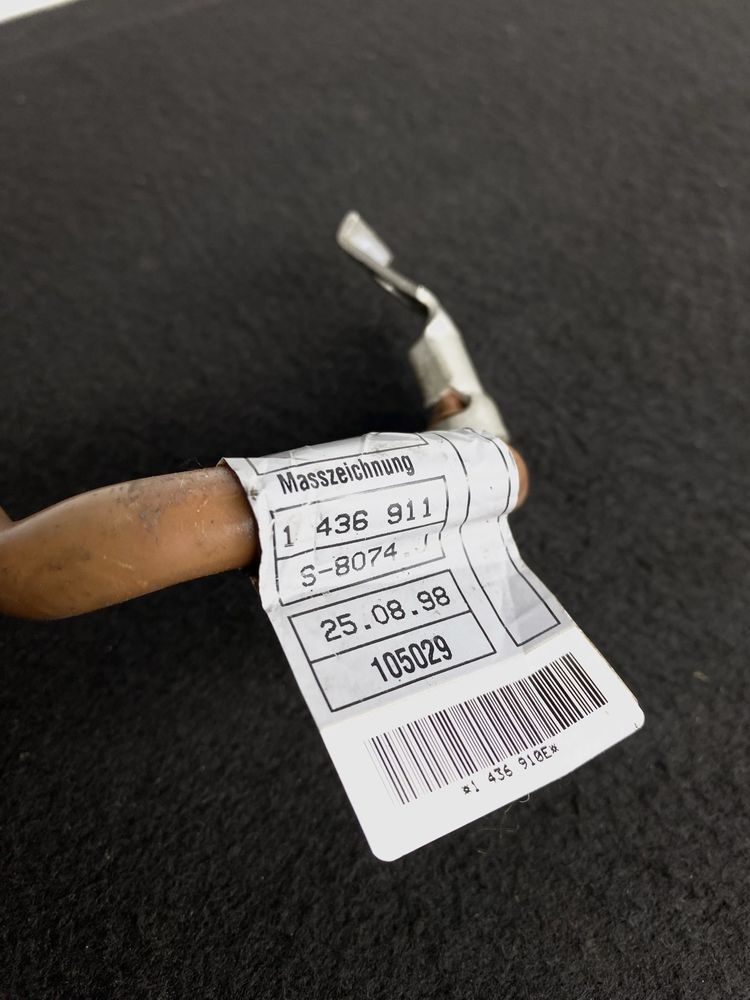 Masszeichnung
1 436 911
S-8074
25.08.98
105029
*1 436 910E*